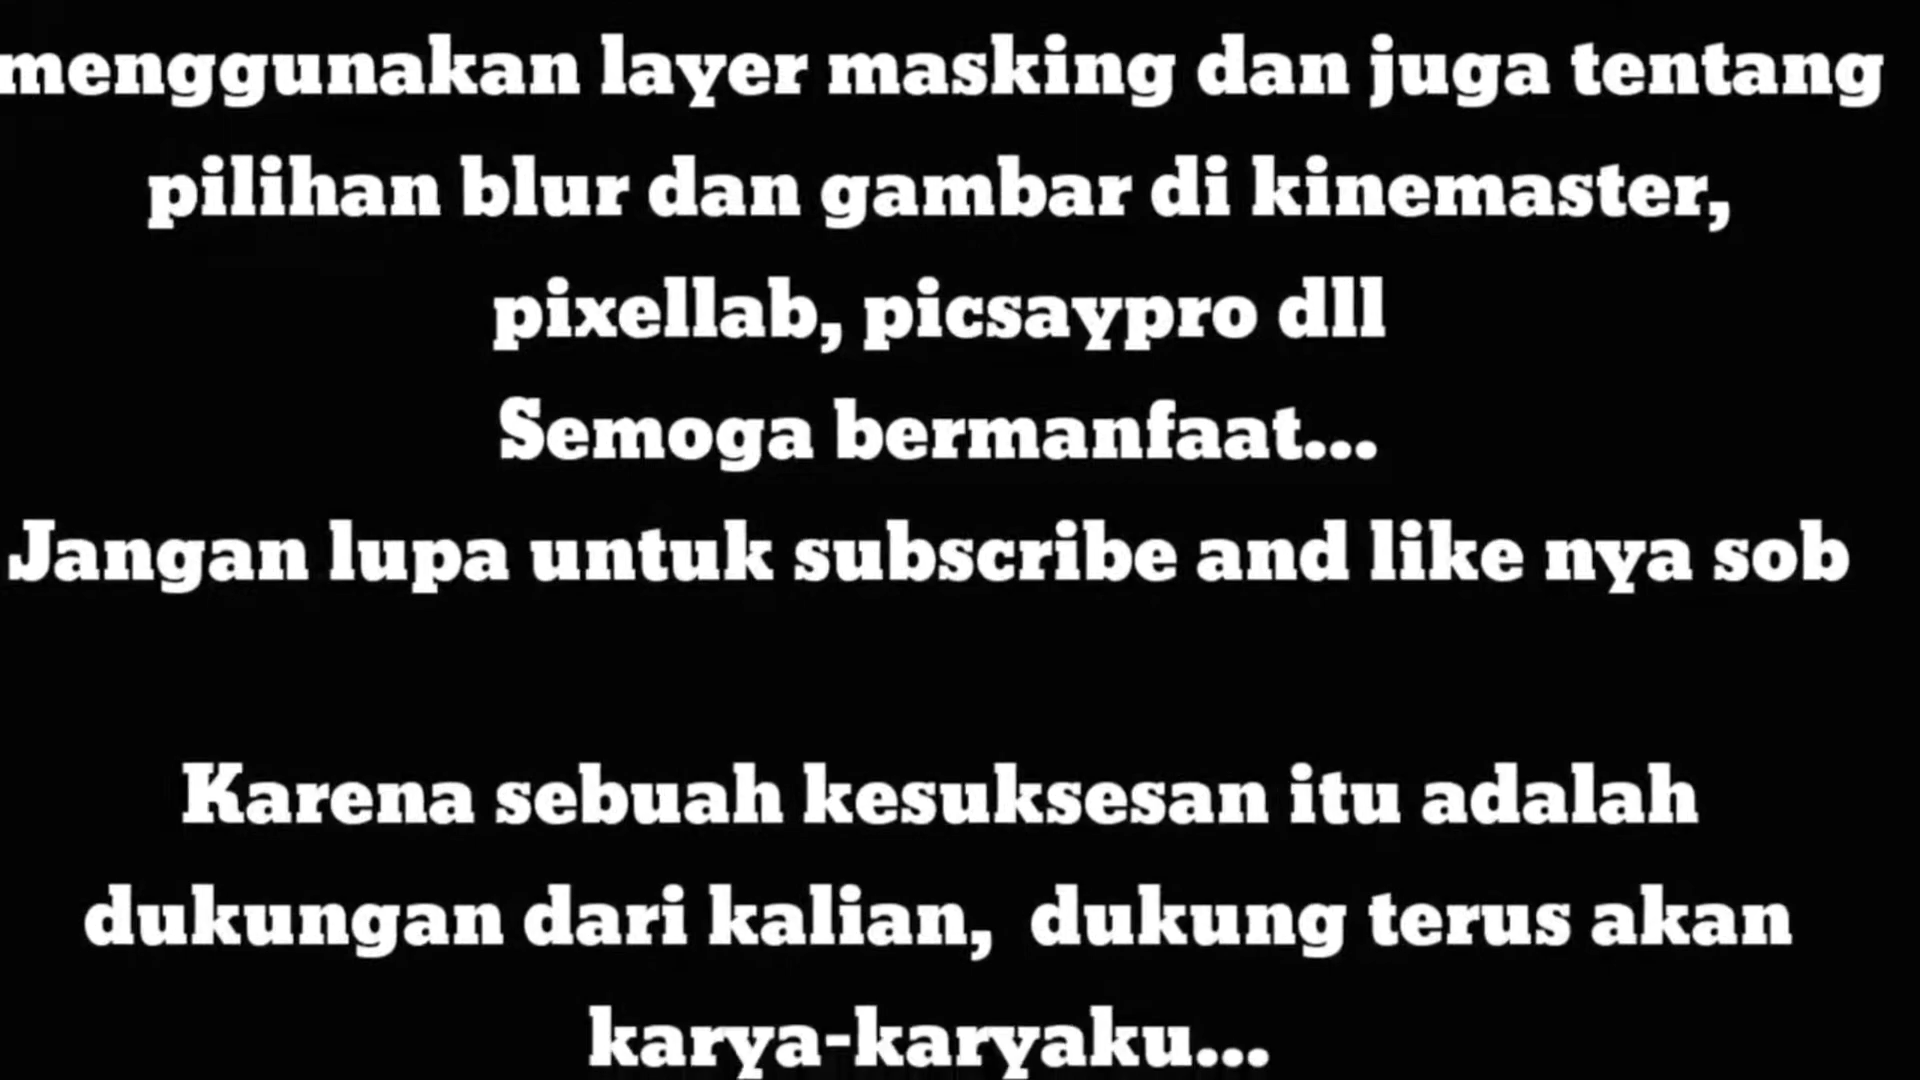 menggunakan layer masking dan juga tentang
pilihan blur dan gambar di kinemaster,
pixellab, picsaypro dll
Semoga bermanfaat...
Jangan lupa untuk subscribe and like nya sob
Karena sebuah kesuksesan itu adalah
dukungan dari kalian,  dukung terus akan
karya-karyaku...